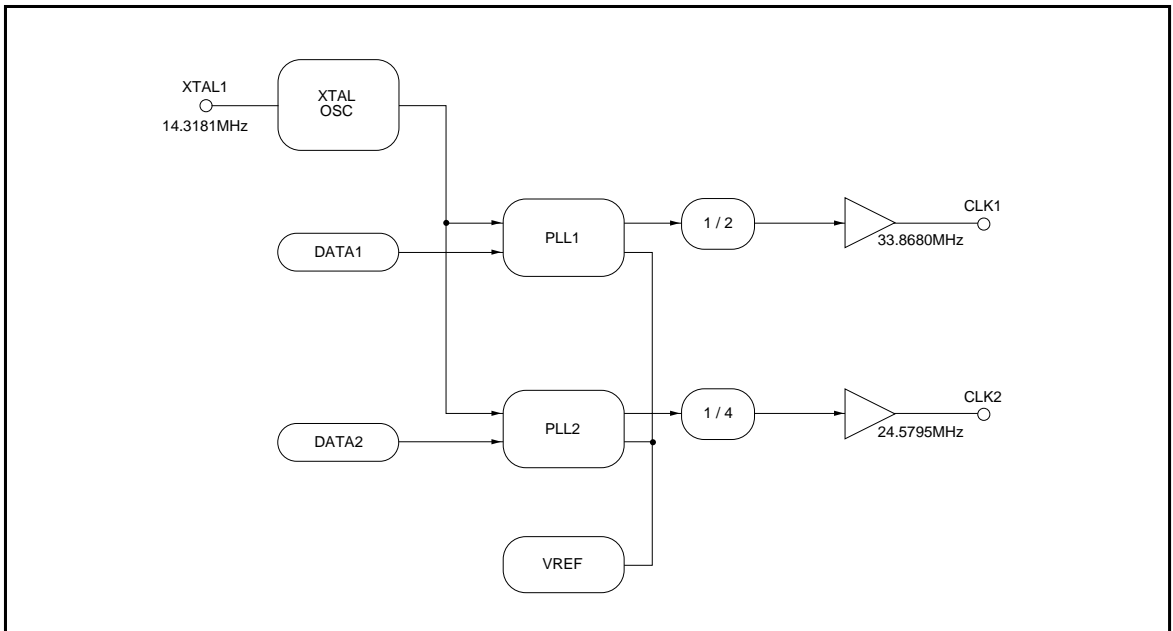 XTAL1
14.3181MHz
XTAL
OSC
DATA1
PLL1
1 / 2
CLK1
33.8680MHz
DATA2
PLL2
1 / 4
CLK2
24.5795MHz
VREF